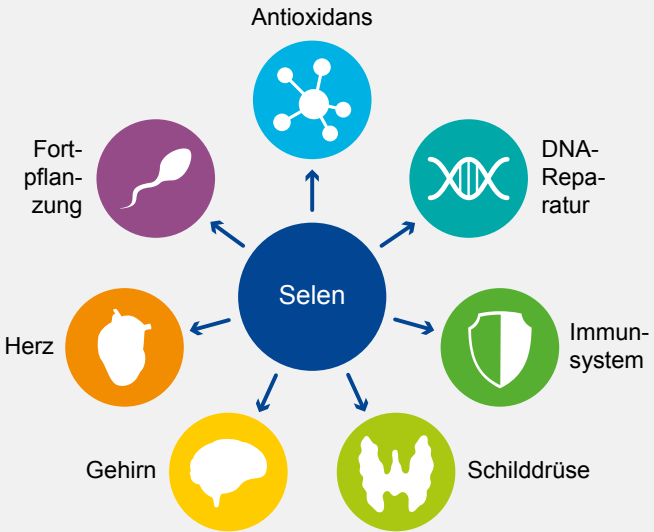 Antioxidans
Fort-
pflan-
zung
DNA-
Repa-
ratur
Selen
Herz
Immun-
system
Gehirn
Schilddrüse